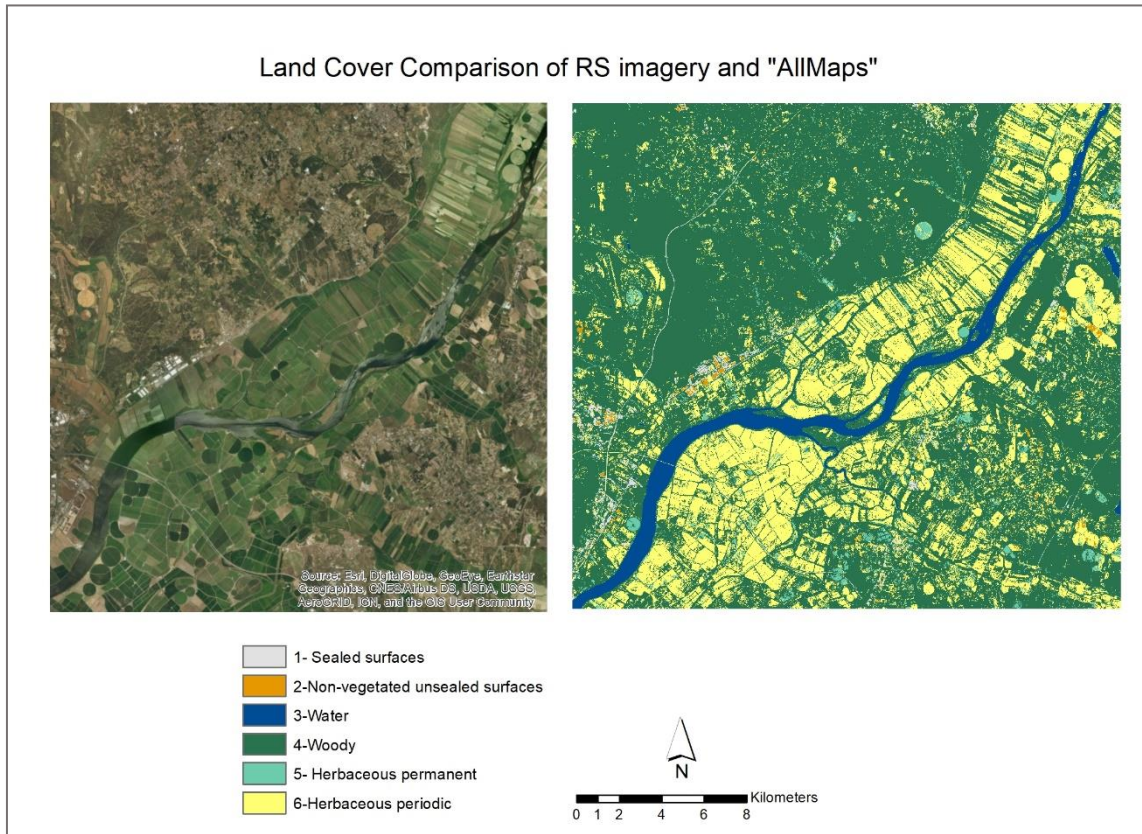 Land Cover Comparison of RS imagery and "AllMaps"
Source: Esri, DigitalGlobe, GeoEye, Earthstar
Geographics, CNES/Airbus DS, USDA, USGS,
AeroGRID, IGN, and the GIS User Community
1- Sealed surfaces
2-Non-vegetated unsealed surfaces
3-Water
4-Woody
5- Herbaceous permanent
6-Herbaceous periodic
N
Kilometers
0 1 2 4 6 8